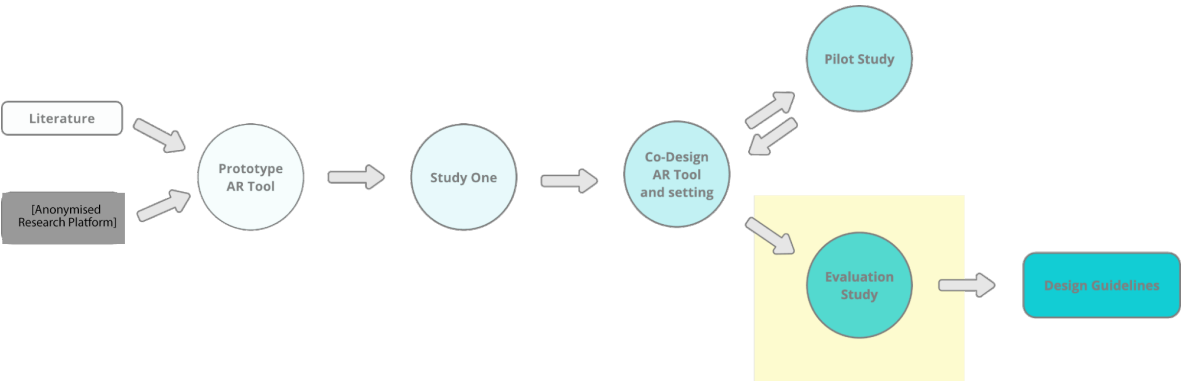 Literature
[Anonymised
Research Platform]
Prototype
AR Tool
Study One
Co-Design
AR Tool
and setting
Pilot Study
Evaluation
Study
Design Guidelines